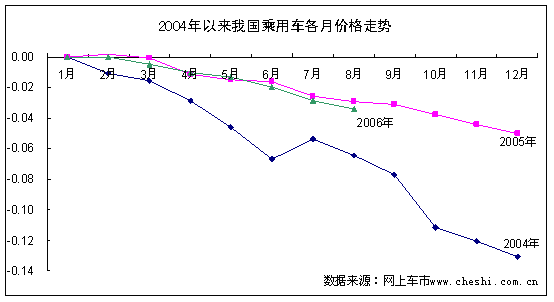 2004年以来我国乘用车各月价格走势
0.00
-0.02
-0.04
-0.06
-0.08
-0.10
-0.12
-0.14
1月 2月 3月 4月 5月 6月 7月 8月 9月 10月 11月 12月
2006年
2005年
2004年
数据来源：网上车市www.cheshi.com.cn